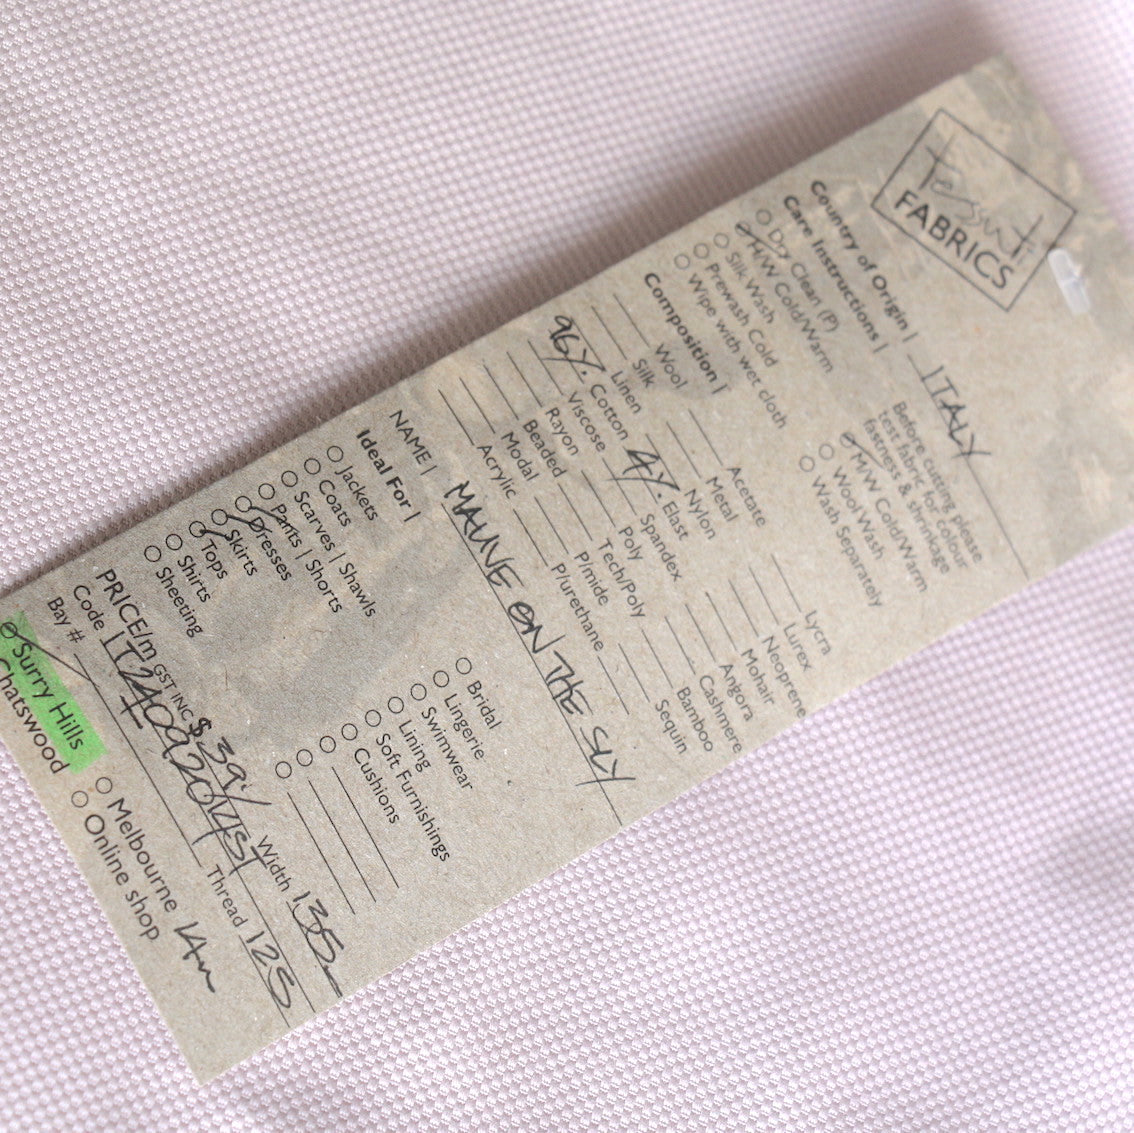 tessuti
FABRICS
Country of Origin | ITALY
Care Instructions |
Dry Clean (P)
H/W Cold/Warm
Silk Wash
Prewash Cold
Wipe with wet cloth
Before cutting please
test fabric for colour
fastness & shrinkage
M/W Cold/Warm
Wool Wash
Wash Separately
Composition |
Wool
Silk
Linen
96% Cotton
Viscose
Rayon
Beaded
Modal
Acrylic
Acetate
Metal
Nylon
4% Elast
Spandex
Poly
Tech/Poly
P/mide
P/urethane
Lycra
Lurex
Neoprene
Mohair
Angora
Cashmere
Bamboo
Sequin
NAME | MAUVE ON THE SLY
Ideal For |
Jackets
Coats
Scarves | Shawls
Pants | Shorts
Dresses
Skirts
Tops
Shirts
Sheeting
Bridal
Lingerie
Swimwear
Lining
Soft Furnishings
Cushions
PRICE/m GST INC $39 Width 135
Code | Thread 125
Bay #
Surry Hills
Chatswood
Melbourne 14m
Online shop